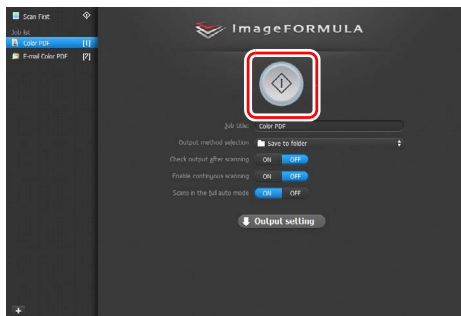 Scan First
Job list
Color PDF [1]
E-mail Color PDF [2]
imageFORMULA
Job title: Color PDF
Output method selection Save to folder
Check output after scanning ON OFF
Enable continuous scanning ON OFF
Scans in the full auto mode ON OFF
Output setting
+